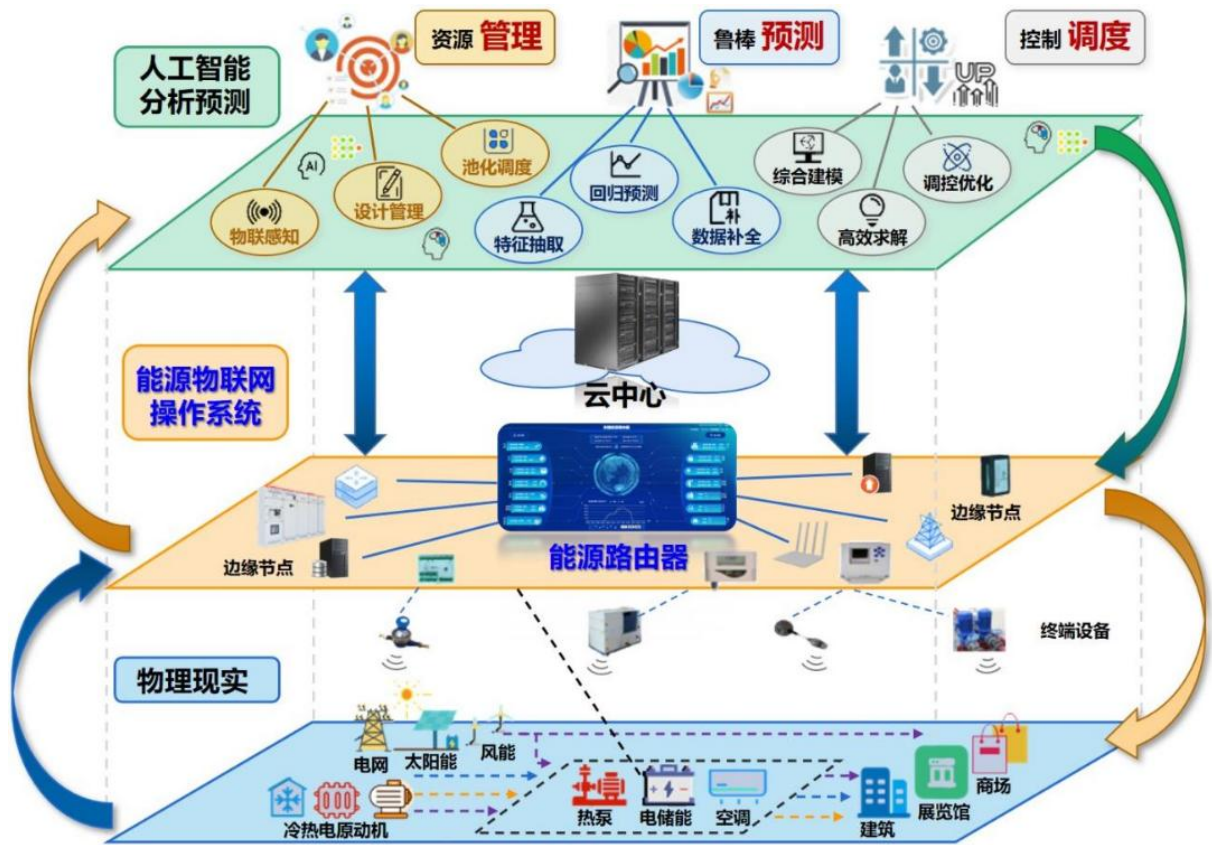 资源 管理
鲁棒 预测
控制 调度
人工智能
分析预测
UP
AI
池化调度
设计管理
物联感知
回归预测
特征抽取
补
数据补全
综合建模
调控优化
高效求解
能源物联网
操作系统
云中心
边缘节点
边缘节点
能源路由器
终端设备
物理现实
电网
太阳能
风能
冷热电原动机
热泵
电储能
空调
建筑
展览馆
商场